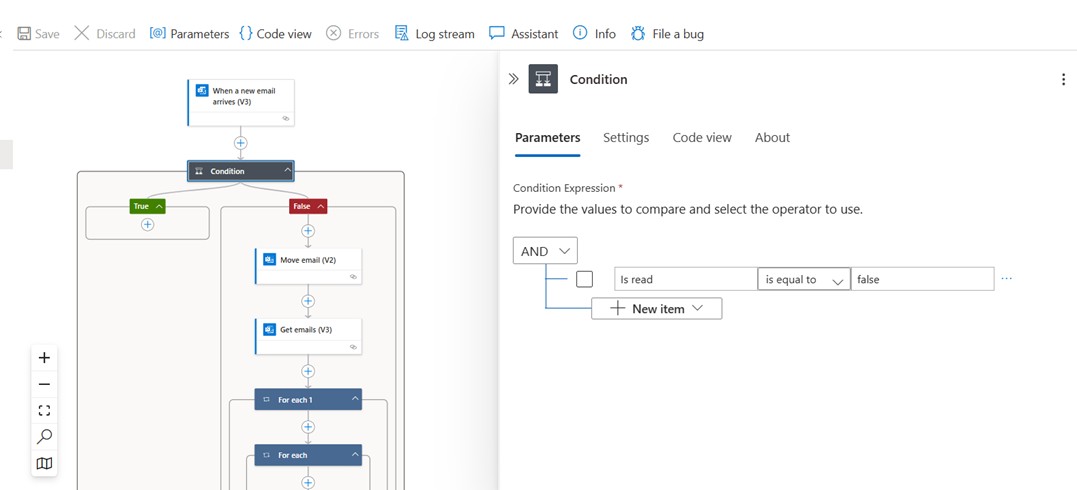 Save Discard [@] Parameters { } Code view Errors Log stream Assistant Info File a bug
When a new email
arrives (V3)
Condition
True
False
Move email (V2)
Get emails (V3)
For each 1
For each
Condition
Parameters Settings Code view About
Condition Expression *
Provide the values to compare and select the operator to use.
AND
Is read is equal to false ...
New item